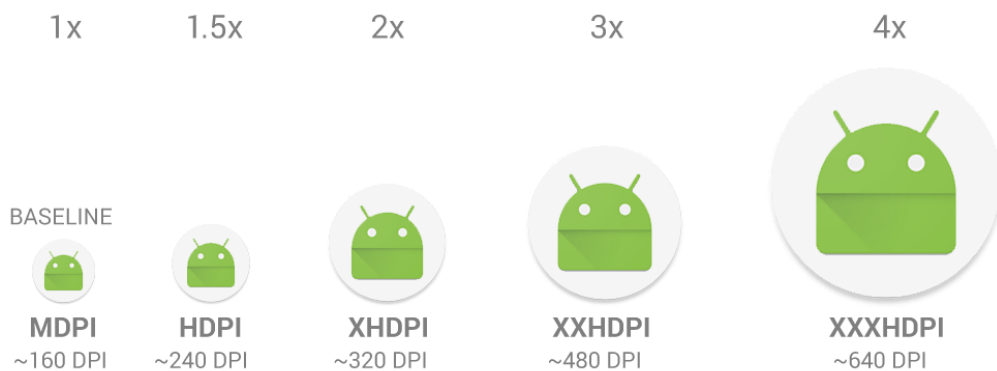 1x 1.5x 2x 3x 4x
BASELINE
MDPI HDPI XHDPI XXHDPI XXXHDPI
~160 DPI ~240 DPI ~320 DPI ~480 DPI ~640 DPI